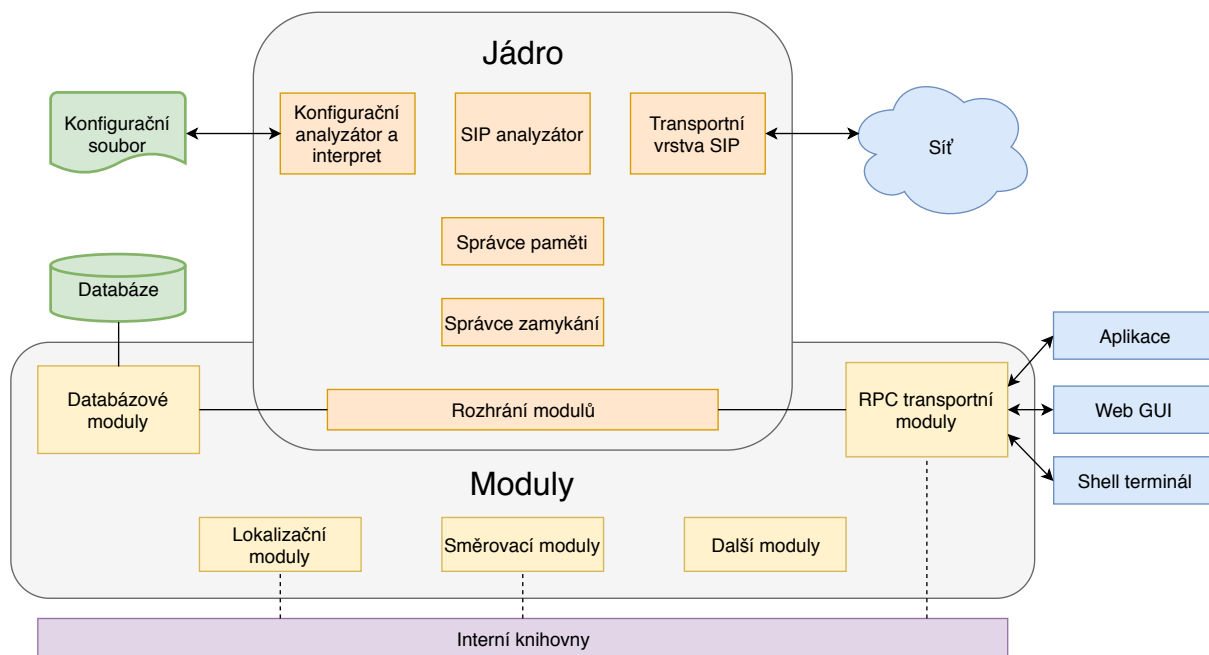 Jádro
Konfigurační
soubor
Konfigurační
analyzátor a
interpret
SIP analyzátor
Transportní
vrstva SIP
Síť
Správce paměti
Databáze
Správce zamykání
Aplikace
Databázové
moduly
Rozhrání modulů
RPC transportní
moduly
Web GUI
Moduly
Shell terminál
Lokalizační
moduly
Směrovací moduly
Další moduly
Interní knihovny